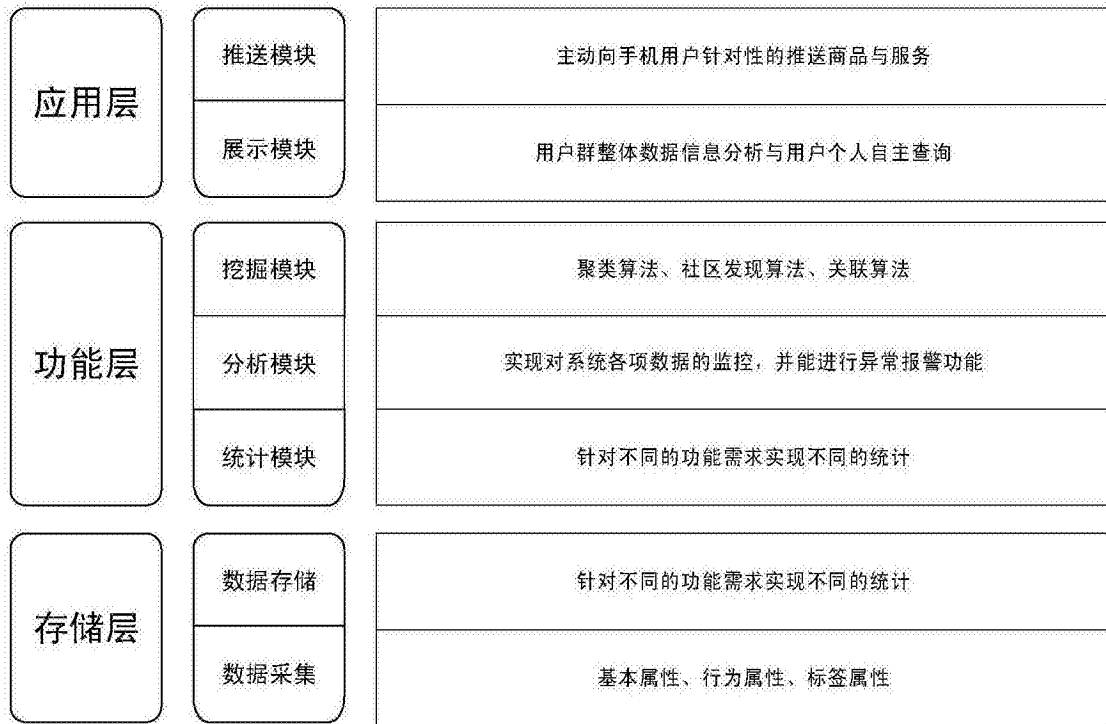 应用层
推送模块
主动向手机用户针对性的推送商品与服务
展示模块
用户群整体数据信息分析与用户个人自主查询
功能层
挖掘模块
聚类算法、社区发现算法、关联算法
分析模块
实现对系统各项数据的监控，并能进行异常报警功能
统计模块
针对不同的功能需求实现不同的统计
存储层
数据存储
针对不同的功能需求实现不同的统计
数据采集
基本属性、行为属性、标签属性